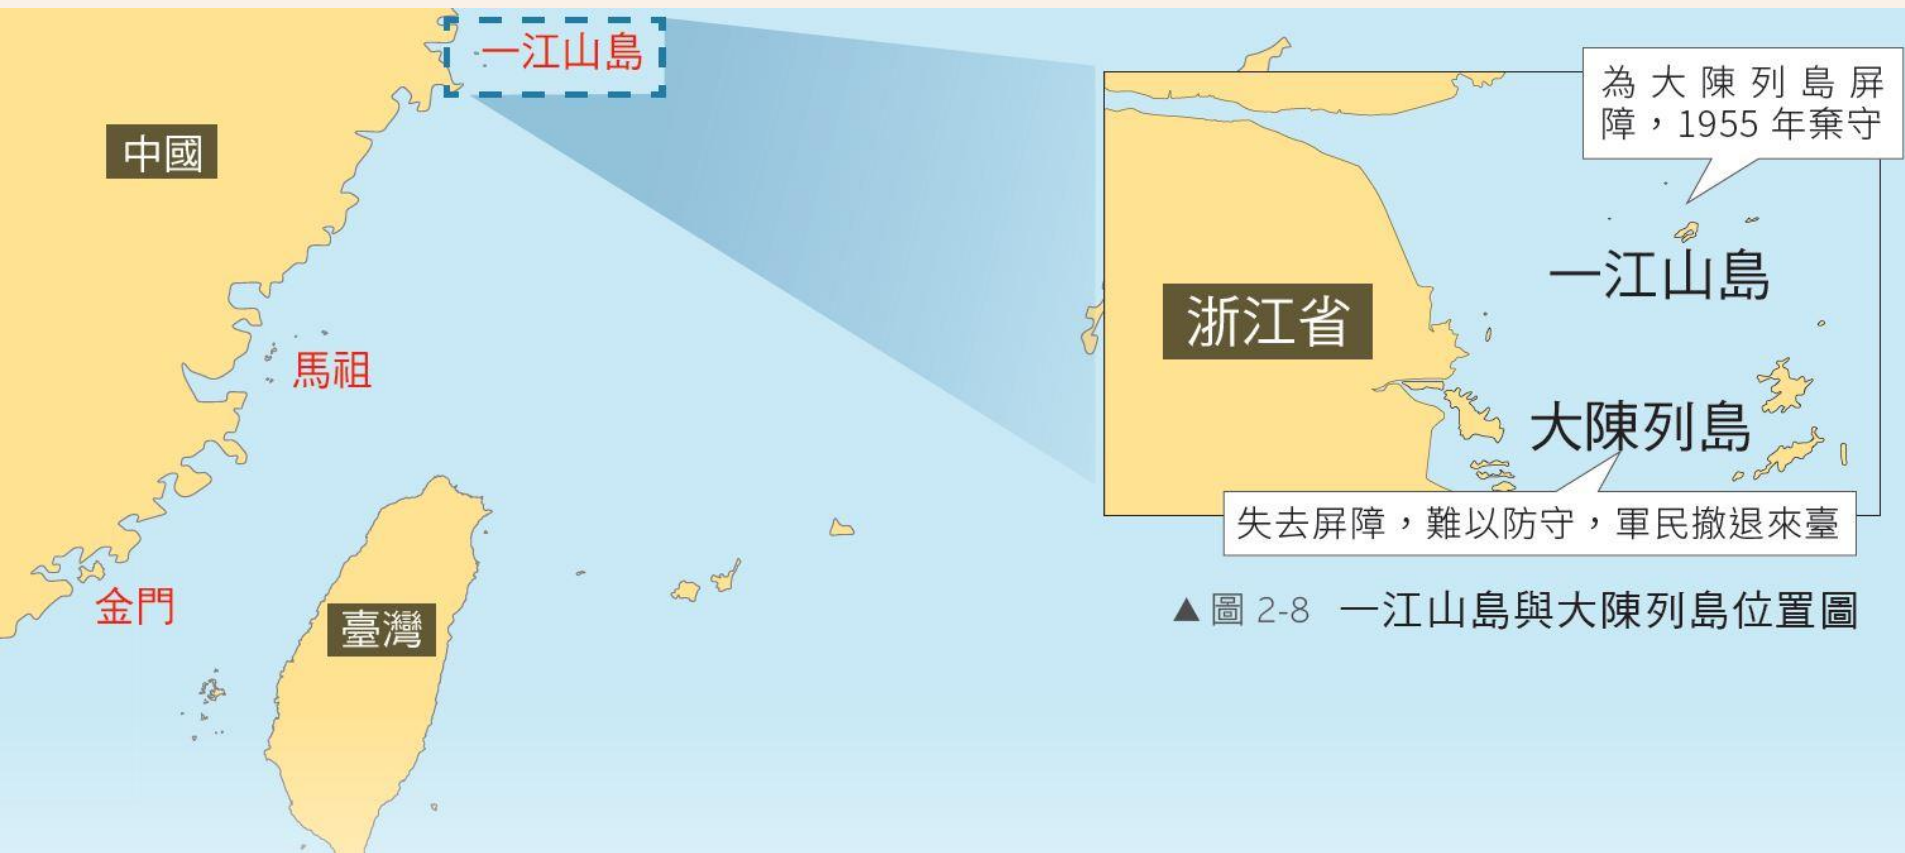 一江山島
中國
馬祖
金門
臺灣
為大陳列島屏
障，1955 年棄守
一江山島
浙江省
大陳列島
失去屏障，難以防守，軍民撤退來臺
▲圖 2-8 一江山島與大陳列島位置圖